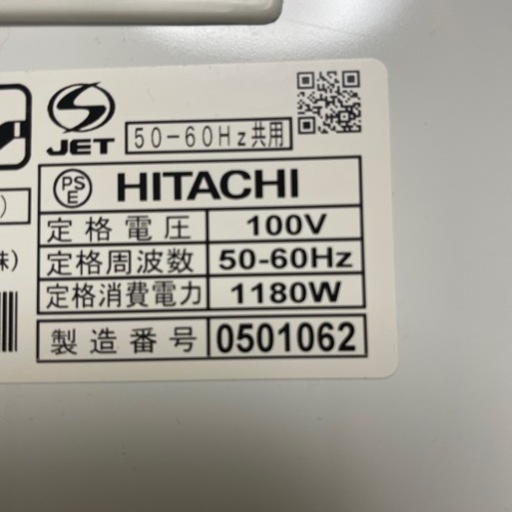 S
JET
50-60Hz共用
)
PSE HITACHI
定格電圧 100V
定格周波数 50-60Hz
株)
定格消費電力 1180W
製造番号 0501062